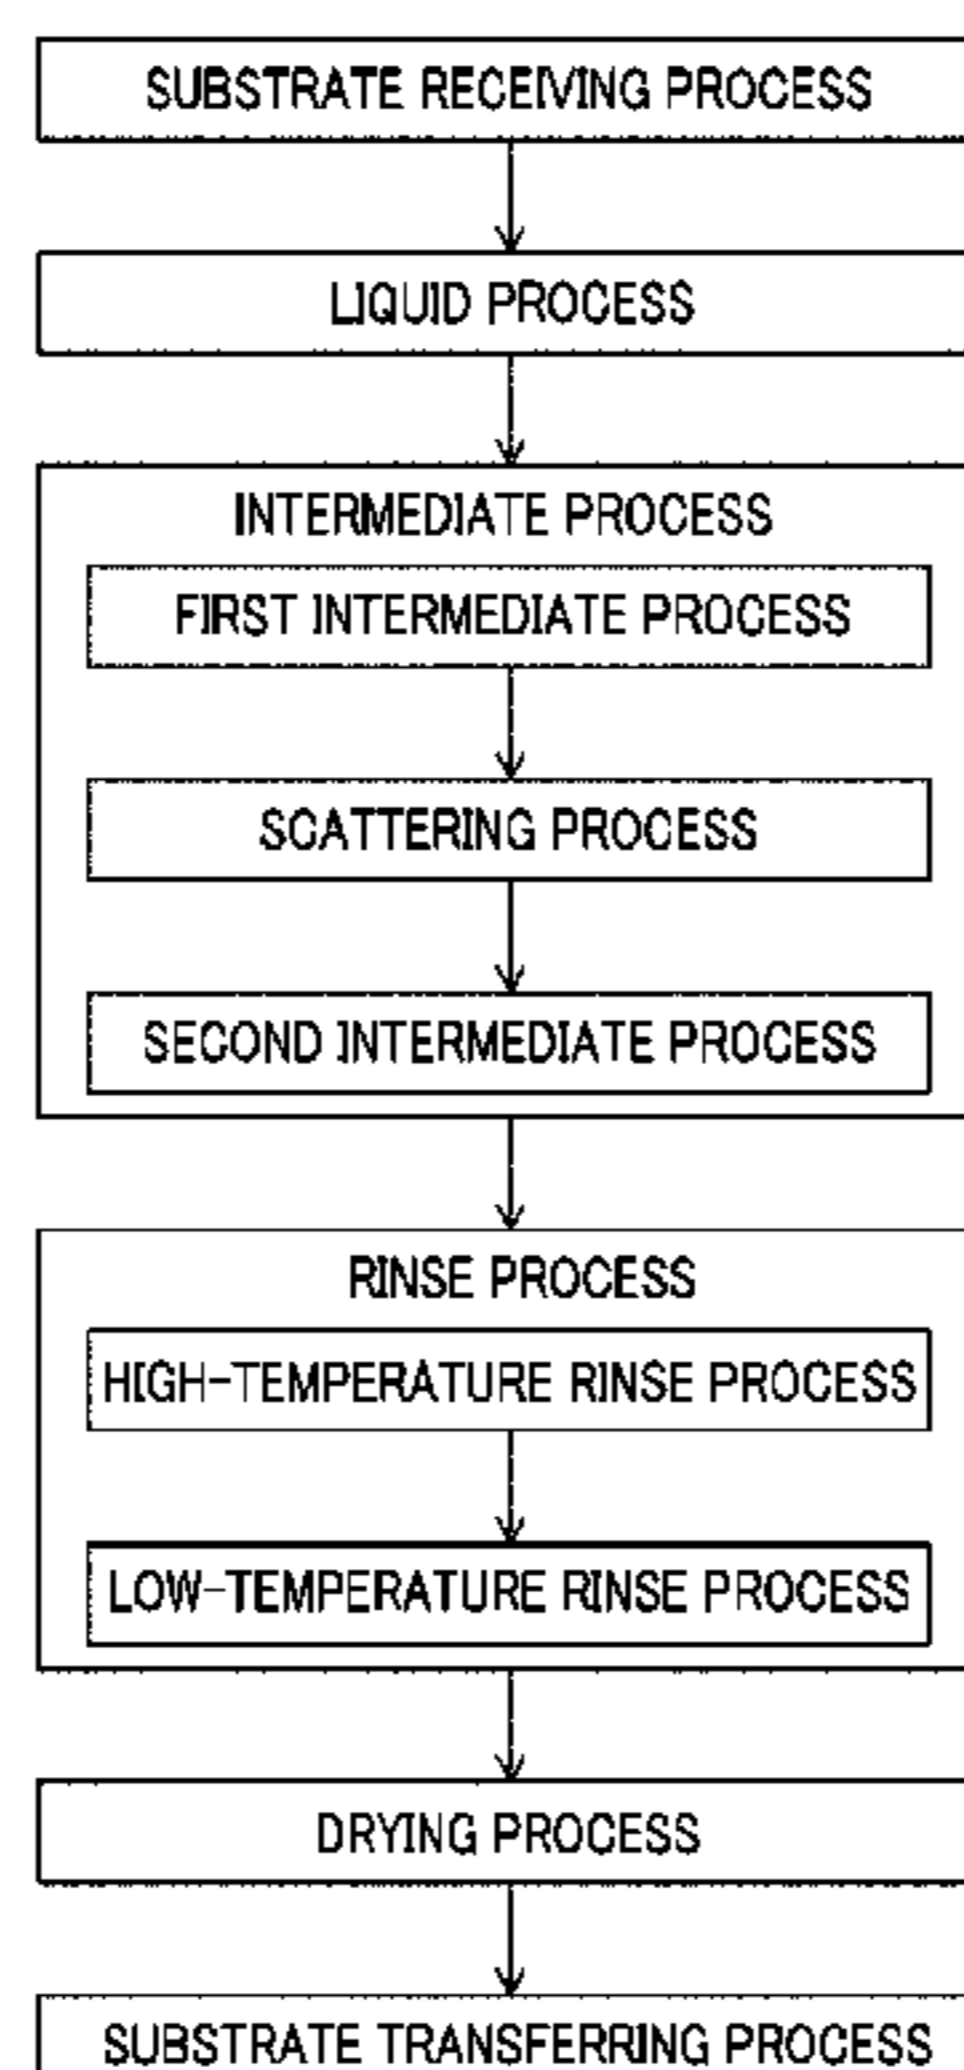 SUBSTRATE RECEIVING PROCESS
LIQUID PROCESS
INTERMEDIATE PROCESS
FIRST INTERMEDIATE PROCESS
SCATTERING PROCESS
SECOND INTERMEDIATE PROCESS
RINSE PROCESS
HIGH-TEMPERATURE RINSE PROCESS
LOW-TEMPERATURE RINSE PROCESS
DRYING PROCESS
SUBSTRATE TRANSFERRING PROCESS